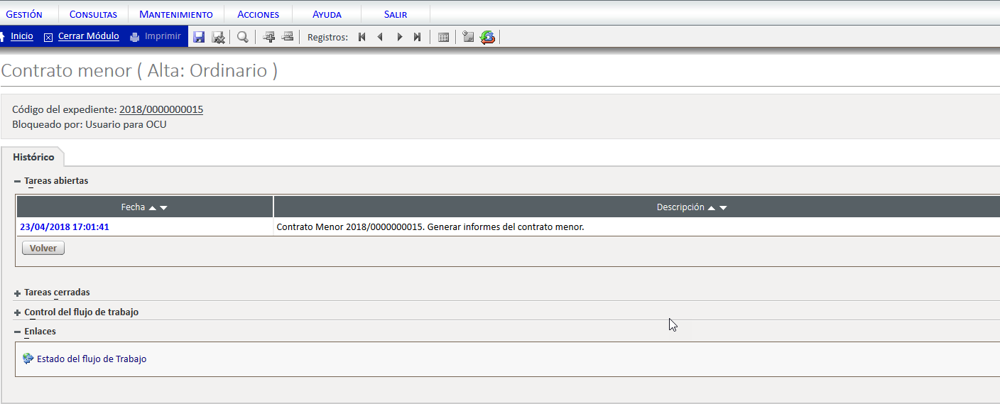 GESTIÓN CONSULTAS MANTENIMIENTO ACCIONES AYUDA SALIR
Inicio Cerrar Módulo Imprimir Registros:
Contrato menor ( Alta: Ordinario )
Código del expediente: 2018/0000000015
Bloqueado por: Usuario para OCU
Histórico
Tareas abiertas
Fecha Descripción
23/04/2018 17:01:41 Contrato Menor 2018/0000000015. Generar informes del contrato menor.
Volver
Tareas cerradas
Control del flujo de trabajo
Enlaces
Estado del flujo de Trabajo